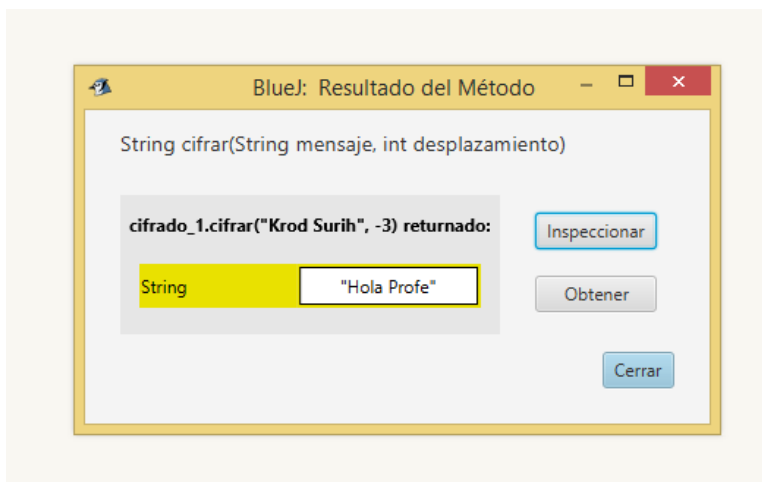 BlueJ: Resultado del Método
String cifrar(String mensaje, int desplazamiento)
cifrado_1.cifrar("Krod Surih", -3) returnado:
Inspeccionar
String "Hola Profe"
Obtener
Cerrar